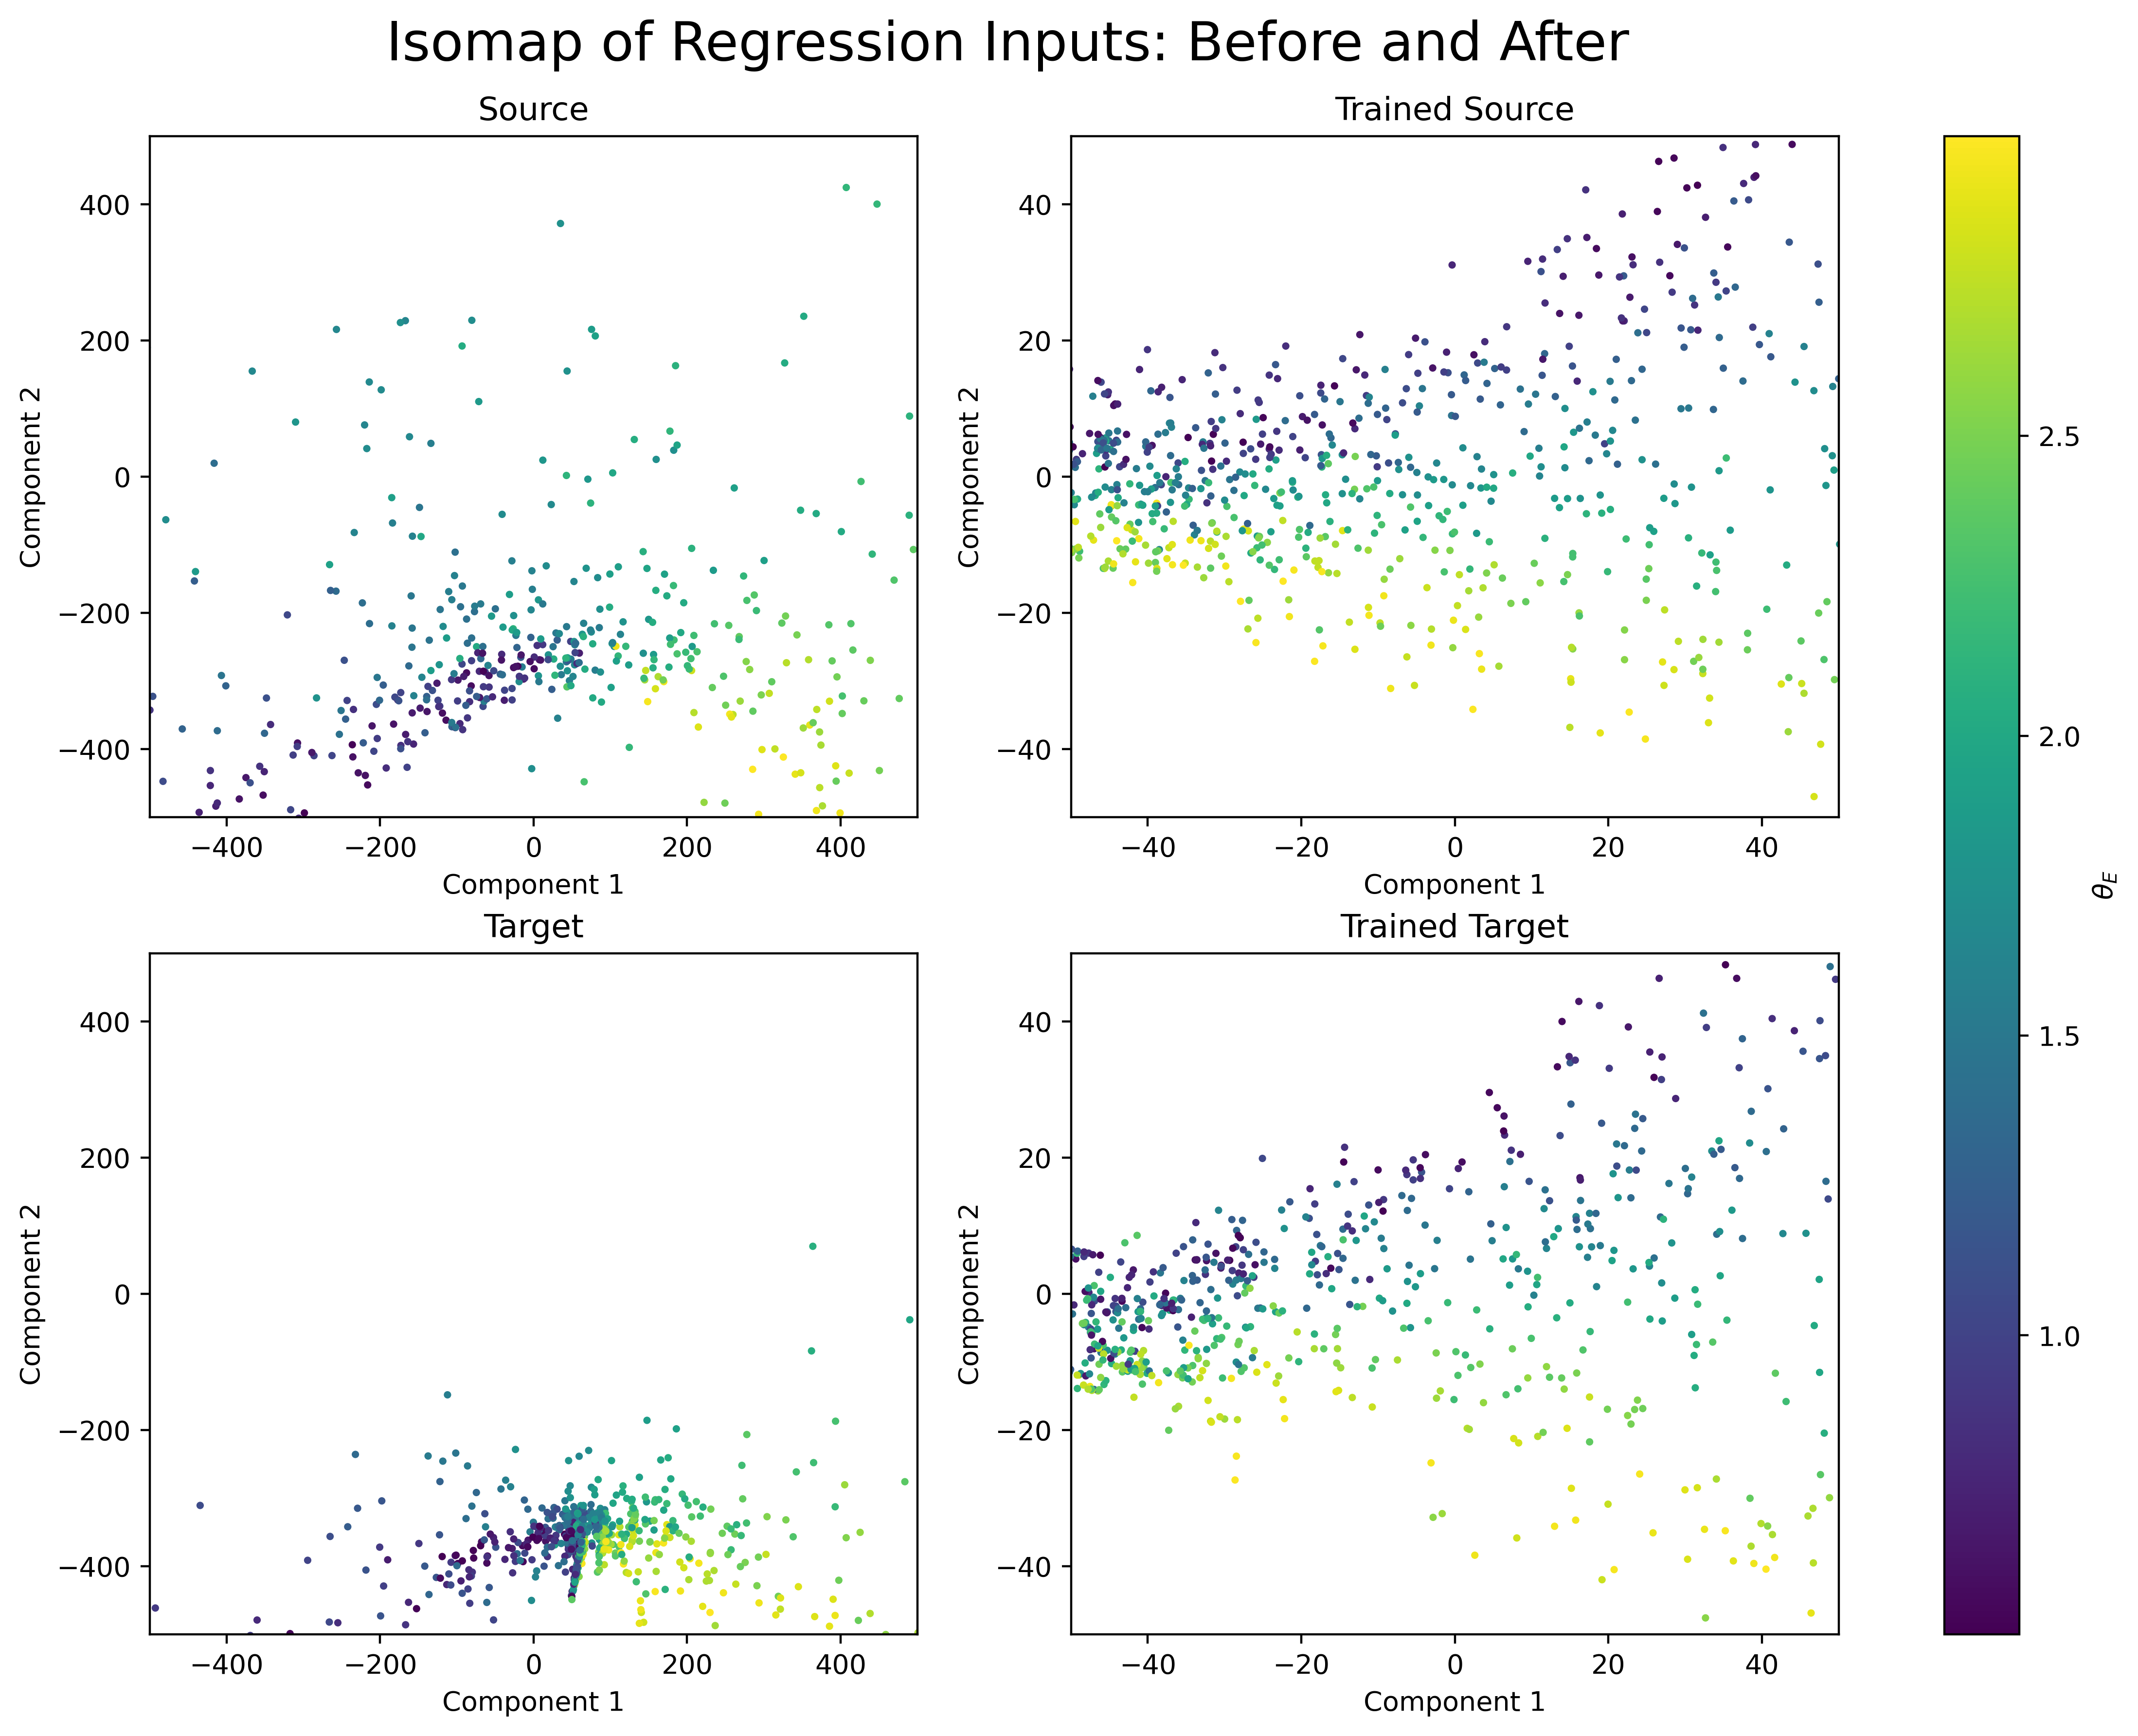 Isomap of Regression Inputs: Before and After
Source
Component 2
400
200
0
−200
−400
−400 −200 0 200 400
Component 1
Trained Source
Component 2
40
20
0
−20
−40
−40 −20 0 20 40
Component 1
Target
Component 2
400
200
0
−200
−400
−400 −200 0 200 400
Component 1
Trained Target
Component 2
40
20
0
−20
−40
−40 −20 0 20 40
Component 1
2.5
2.0
1.5
1.0
θE